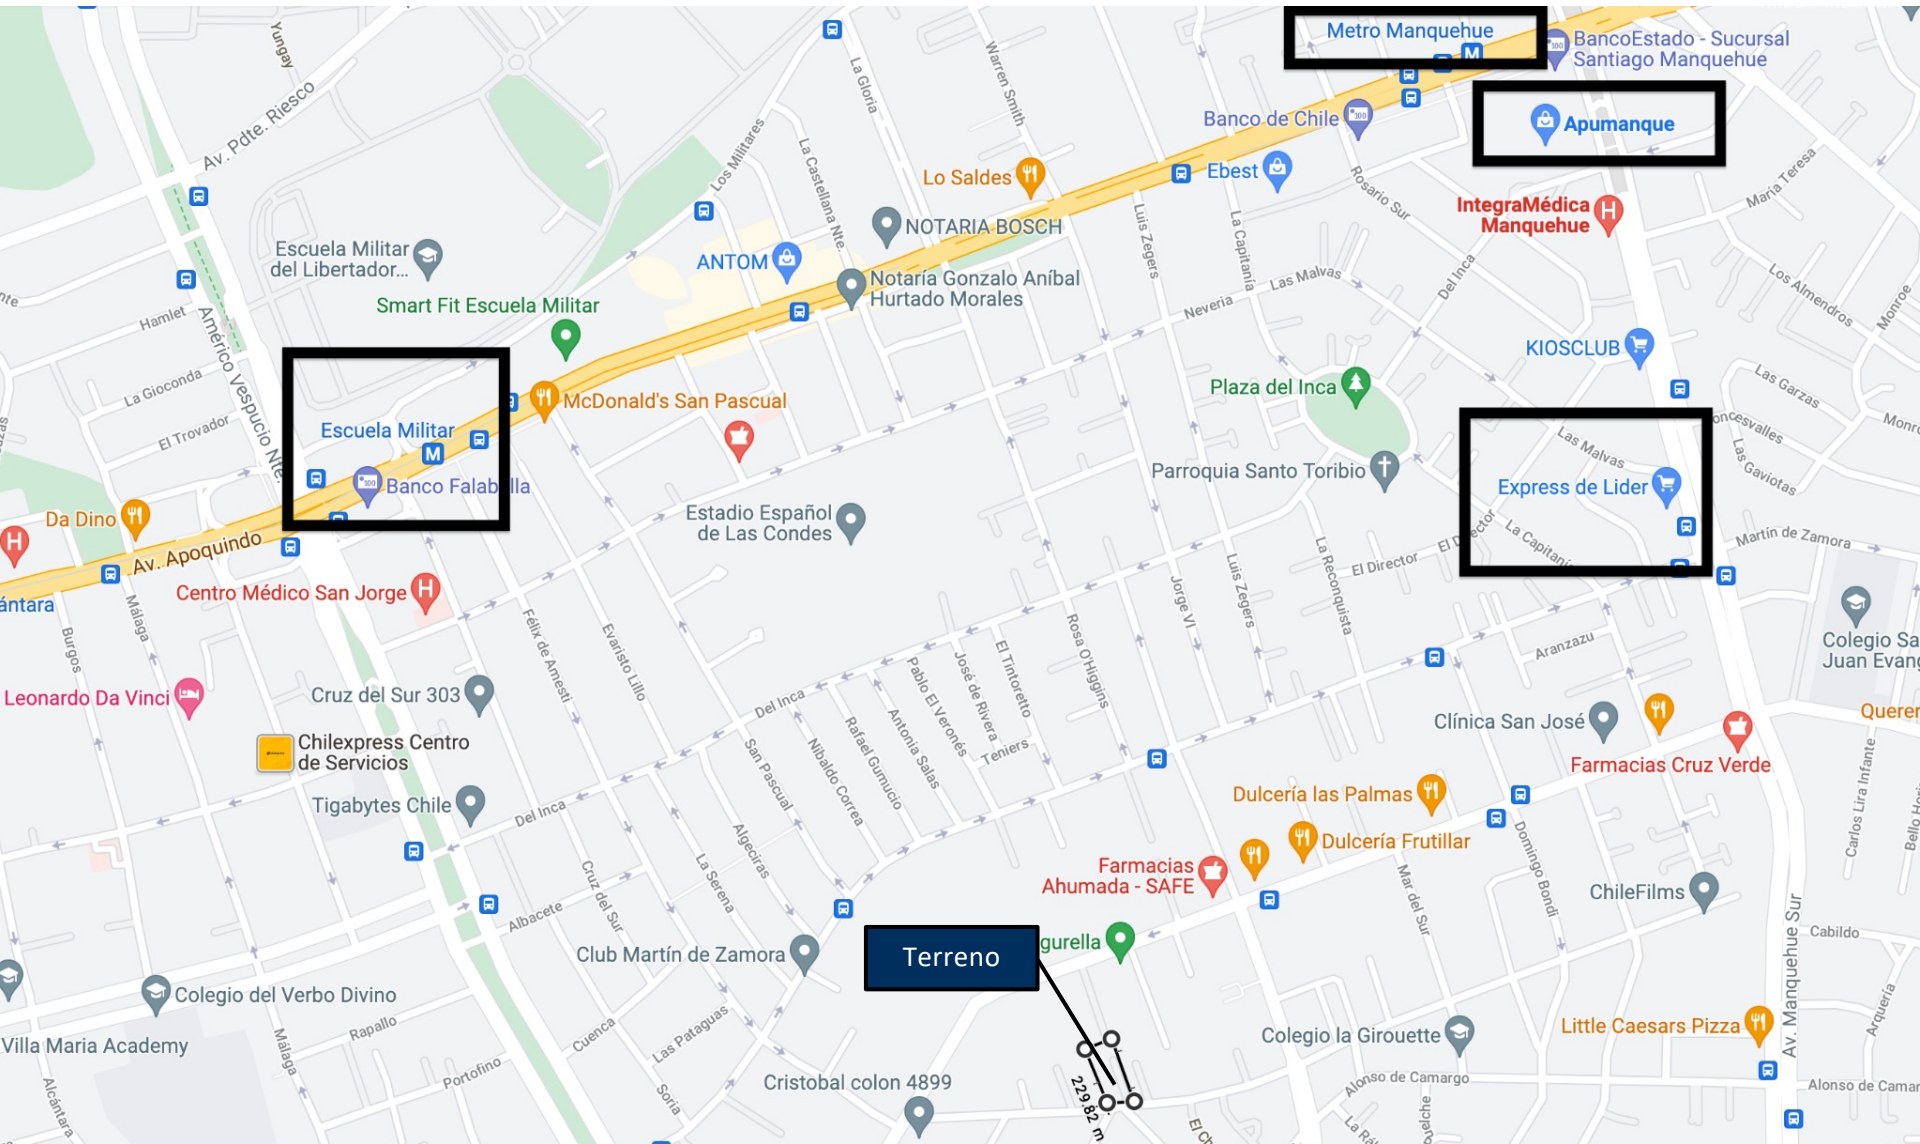 Yungay
Av. Pdte. Riesco
La Gloria
Warren Smith
Metro Manquehue
BancoEstado - Sucursal
Santiago Manquehue
Banco de Chile
Apumanque
Los Militares
La Castellana Nte.
Lo Saldes
Ebest
Rosario Sur
María Teresa
IntegraMédica
Manquehue
NOTARIA BOSCH
Luis Zegers
La Capitanía
Escuela Militar
del Libertador...
ANTOM
Notaría Gonzalo Aníbal
Hurtado Morales
Las Malvas
Del Inca
Los Almendros
Monroe
Neveria
Smart Fit Escuela Militar
Hamlet
Américo Vespucio Nte.
KIOSCLUB
La Gioconda
Plaza del Inca
Las Garzas
McDonald's San Pascual
El Trovador
Escuela Militar
Banco Falabella
Las Malvas
Las Gaviotas
Parroquia Santo Toribio
Express de Lider
Da Dino
Estadio Español
de Las Condes
La Capitaní
El Director
Martín de Zamora
Av. Apoquindo
La Reconquista
El Director
Centro Médico San Jorge
ántara
Málaga
Burgos
Félix de Amesti
Evaristo Lillo
Jorge VI
Luis Zegers
Rosa O'Higgins
Aranzazu
Colegio Sa
Juan Evang
El Tintoretto
José de Rivera
Pablo El Veronés
Leonardo Da Vinci
Cruz del Sur 303
Del Inca
Antonia Salas
Rafael Gumucio
Teniers
Clínica San José
Querer
Chilexpress Centro
de Servicios
San Pascual
Nibaldo Correa
Farmacias Cruz Verde
Carlos Lira Infante
Tigabytes Chile
Del Inca
Dulcería las Palmas
Dulcería Frutillar
Algeciras
La Serena
Farmacias
Ahumada - SAFE
Mar del Sur
Domingo Bondi
ChileFilms
Cruz del Sur
Albacete
Club Martín de Zamora
Terreno
gurella
Cabildo
Av. Manquehue Sur
Colegio del Verbo Divino
Arquería
Villa Maria Academy
Málaga
Rapallo
Cuenca
Las Pataguas
Colegio la Girouette
Little Caesars Pizza
Alcántara
Portofino
Soria
Cristobal colon 4899
229.82 m
Alonso de Camargo
Alonso de Camar
El Ch